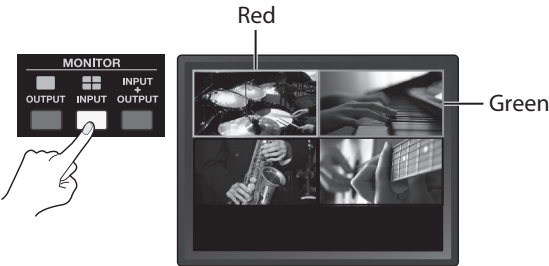 Red
MONITOR
OUTPUT
INPUT
INPUT
+
OUTPUT
Green